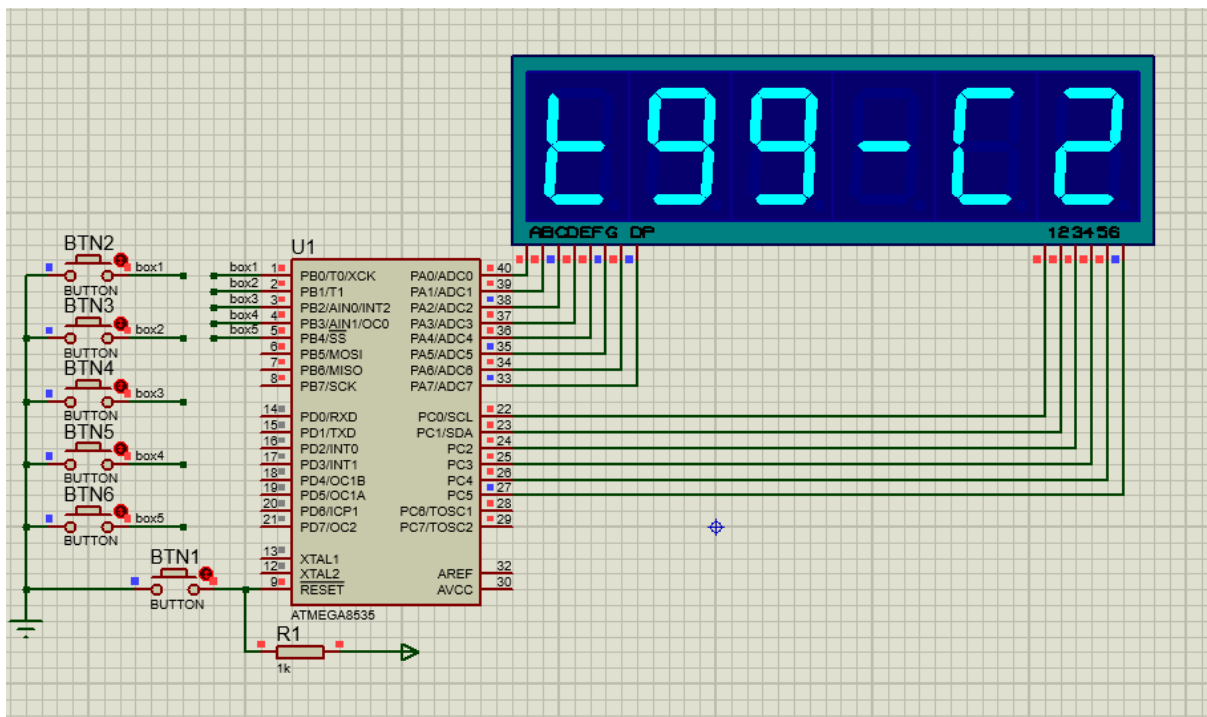 t99-C2
ABCDEFG DP
123456
BTN2
box1
BUTTON
BTN3
box2
BUTTON
BTN4
box3
BUTTON
BTN5
box4
BUTTON
BTN6
box5
BUTTON
BTN1
BUTTON
R1
1k
U1
box1 1 PB0/T0/XCK PA0/ADC0 40
box2 2 PB1/T1 PA1/ADC1 39
box3 3 PB2/AIN0/INT2 PA2/ADC2 38
box4 4 PB3/AIN1/OC0 PA3/ADC3 37
box5 5 PB4/SS PA4/ADC4 36
6 PB5/MOSI PA5/ADC5 35
7 PB6/MISO PA6/ADC6 34
8 PB7/SCK PA7/ADC7 33
14 PD0/RXD PC0/SCL 22
15 PD1/TXD PC1/SDA 23
16 PD2/INT0 PC2 24
17 PD3/INT1 PC3 25
18 PD4/OC1B PC4 26
19 PD5/OC1A PC5 27
20 PD6/ICP1 PC6/TOSC1 28
21 PD7/OC2 PC7/TOSC2 29
13 XTAL1
12 XTAL2 AREF 32
9 RESET AVCC 30
ATMEGA8535